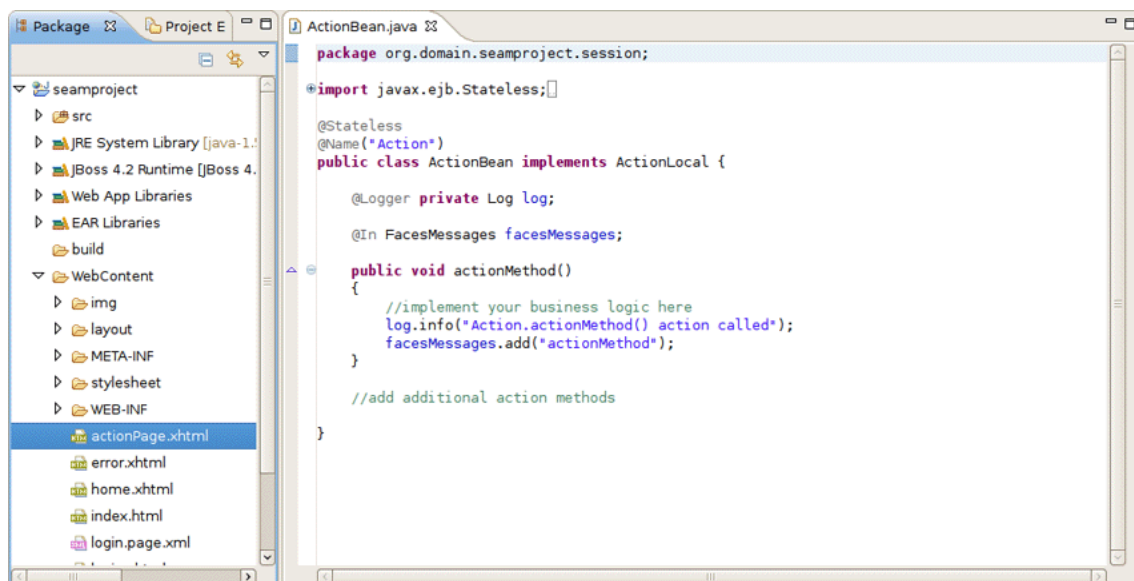 Package
Project E
seamproject
src
JRE System Library [java-1.
JBoss 4.2 Runtime [JBoss 4.
Web App Libraries
EAR Libraries
build
WebContent
img
layout
META-INF
stylesheet
WEB-INF
actionPage.xhtml
error.xhtml
home.xhtml
index.html
login.page.xml
ActionBean.java
package org.domain.seamproject.session;
import javax.ejb.Stateless;
@Stateless
@Name("Action")
public class ActionBean implements ActionLocal {
@Logger private Log log;
@In FacesMessages facesMessages;
public void actionMethod()
{
//implement your business logic here
log.info("Action.actionMethod() action called");
facesMessages.add("actionMethod");
}
//add additional action methods
}